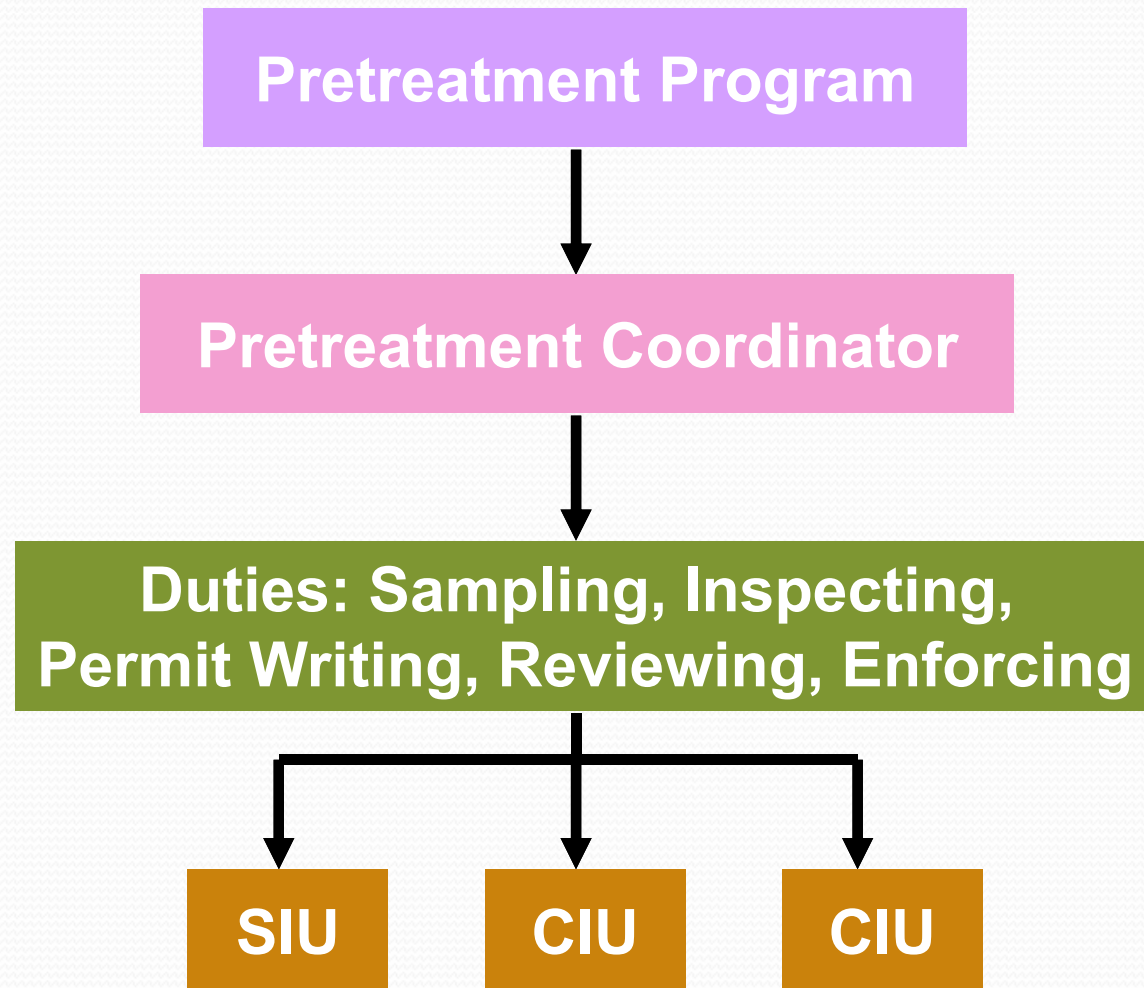 Pretreatment Program
Pretreatment Coordinator
Duties: Sampling, Inspecting,
Permit Writing, Reviewing, Enforcing
SIU
CIU
CIU